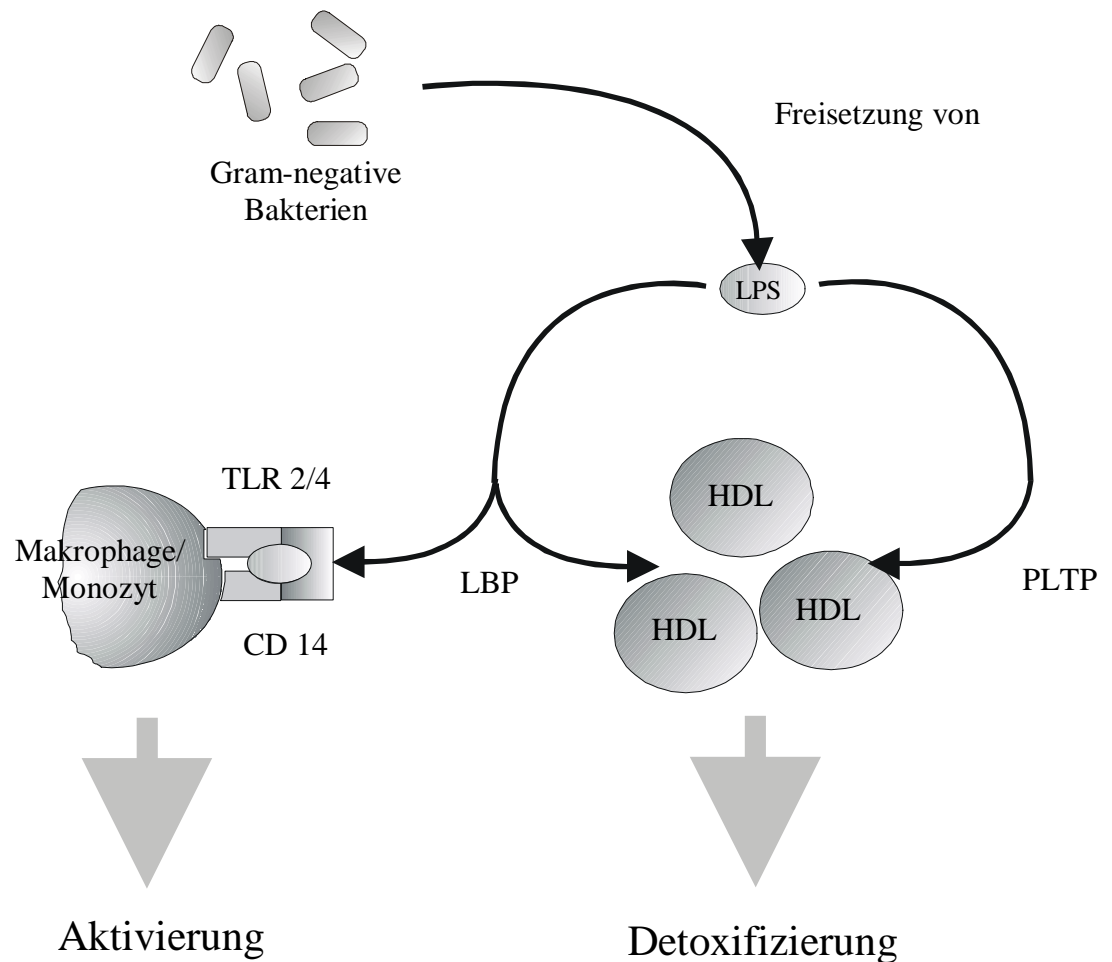 Freisetzung von
Gram-negative
Bakterien
LPS
TLR 2/4
HDL
Makrophage/
Monozyt
LBP
PLTP
HDL
HDL
CD 14
Aktivierung
Detoxifizierung